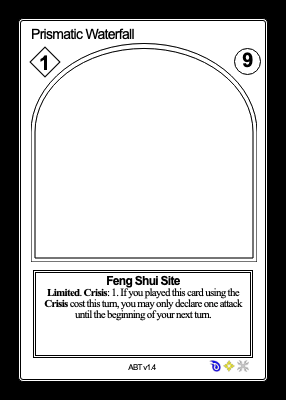 Prismatic Waterfall
1
9
Feng Shui Site
Limited. Crisis: 1. If you played this card using the
Crisis cost this turn, you may only declare one attack
until the beginning of your next turn.
ABT v1.4